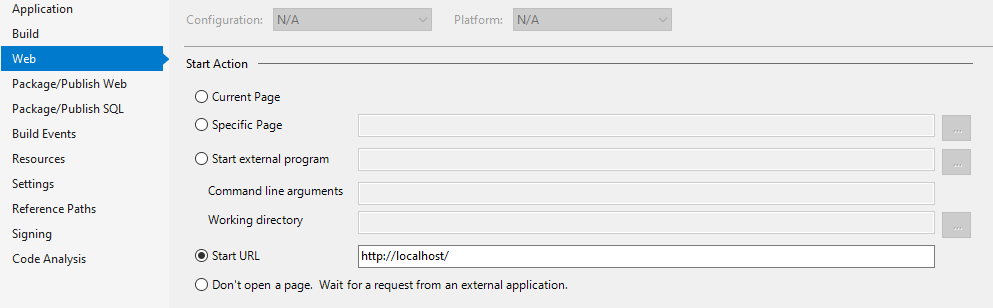 Application
Build
Web
Package/Publish Web
Package/Publish SQL
Build Events
Resources
Settings
Reference Paths
Signing
Code Analysis
Configuration: N/A Platform: N/A
Start Action
Current Page
Specific Page ...
Start external program ...
Command line arguments
Working directory ...
Start URL http://localhost/
Don't open a page. Wait for a request from an external application.